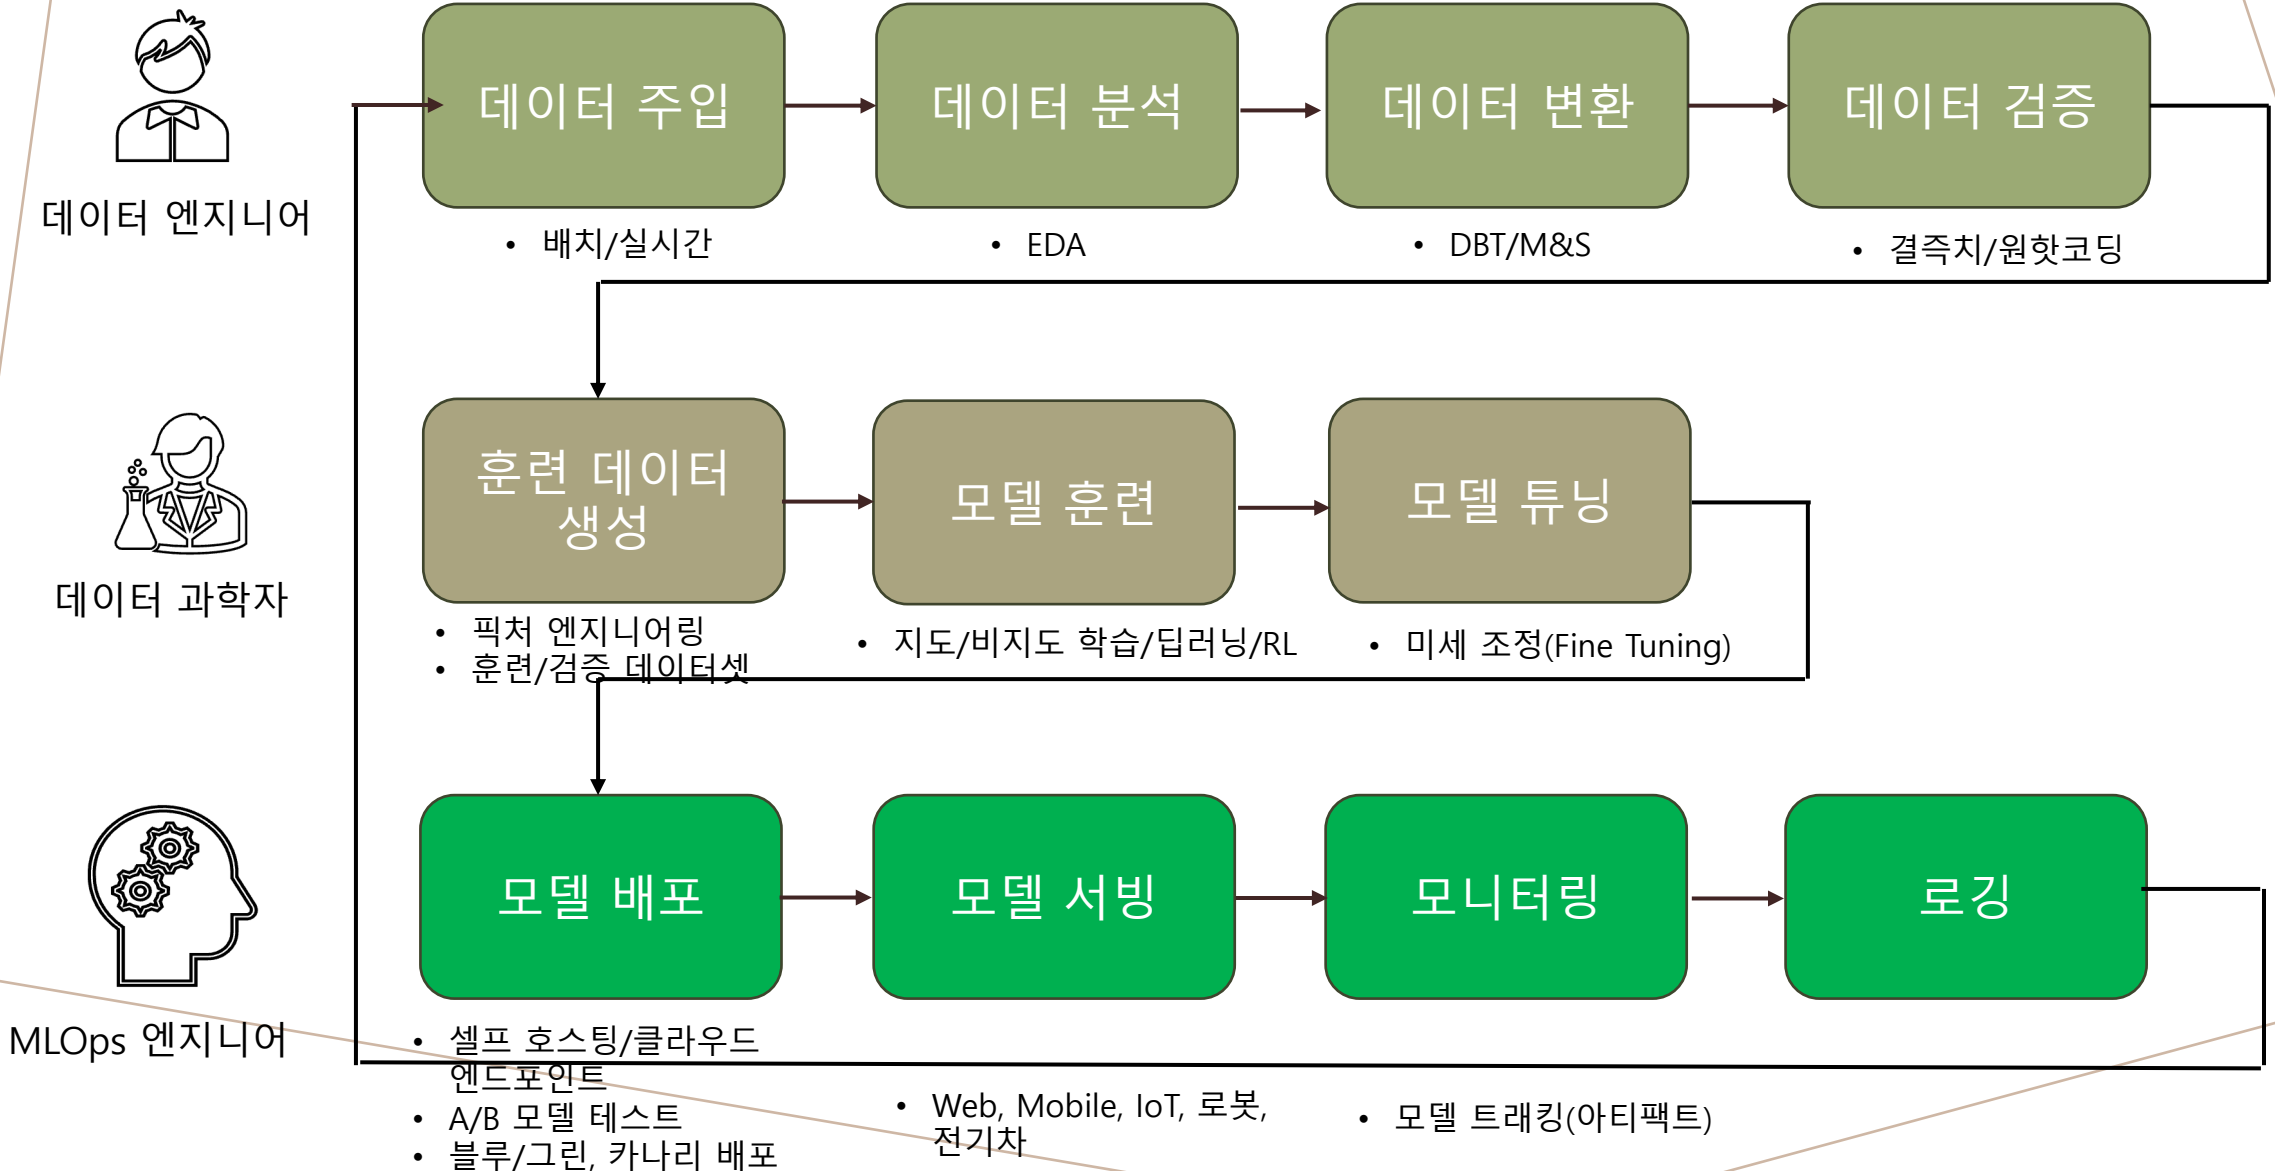 데이터 엔지니어
데이터 주입
데이터 분석
데이터 변환
데이터 검증
• 배치/실시간
• EDA
• DBT/M&S
• 결즉치/원핫코딩
데이터 과학자
훈련 데이터
생성
모델 훈련
모델 튜닝
• 픽처 엔지니어링
• 훈련/검증 데이터셋
• 지도/비지도 학습/딥러닝/RL
• 미세 조정(Fine Tuning)
MLOps 엔지니어
모델 배포
모델 서빙
모니터링
로깅
• 셀프 호스팅/클라우드
엔드포인트
• A/B 모델 테스트
• 블루/그린, 카나리 배포
• Web, Mobile, IoT, 로봇,
전기차
• 모델 트래킹(아티팩트)